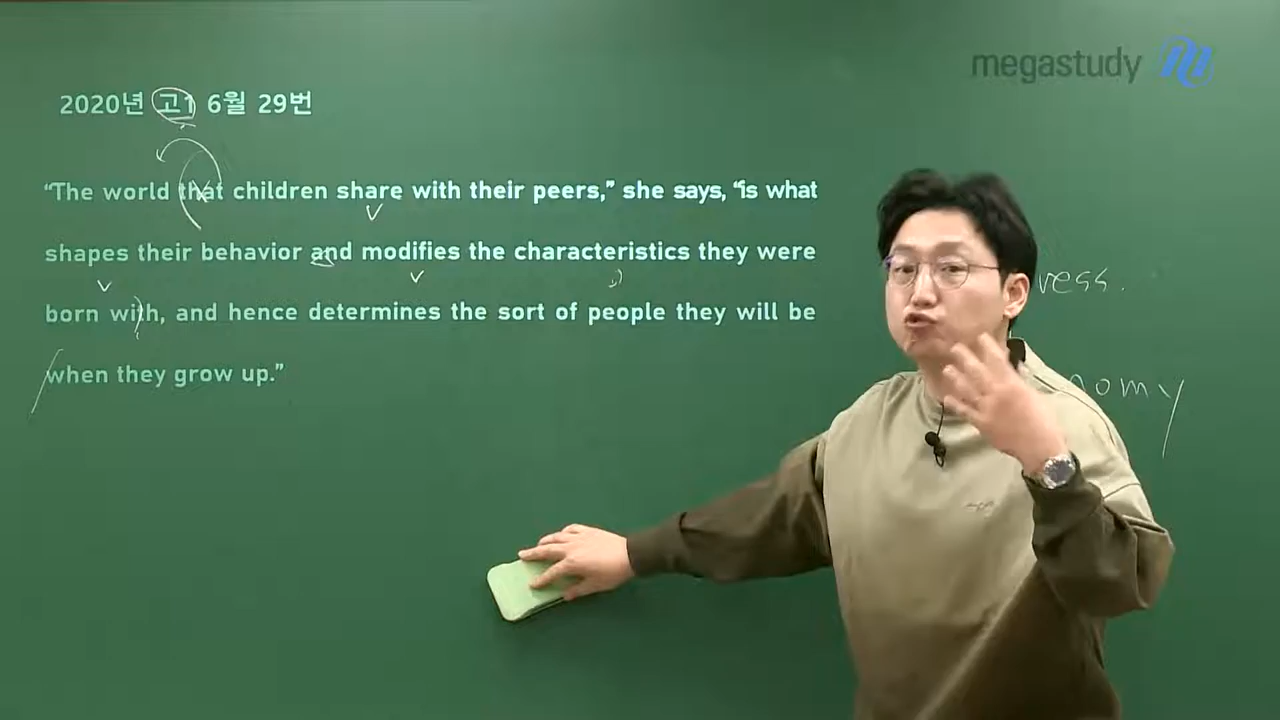 megastudy
2020년 고1 6월 29번
“The world that children share with their peers,” she says, “is what
shapes their behavior and modifies the characteristics they were
born with, and hence determines the sort of people they will be
when they grow up.”